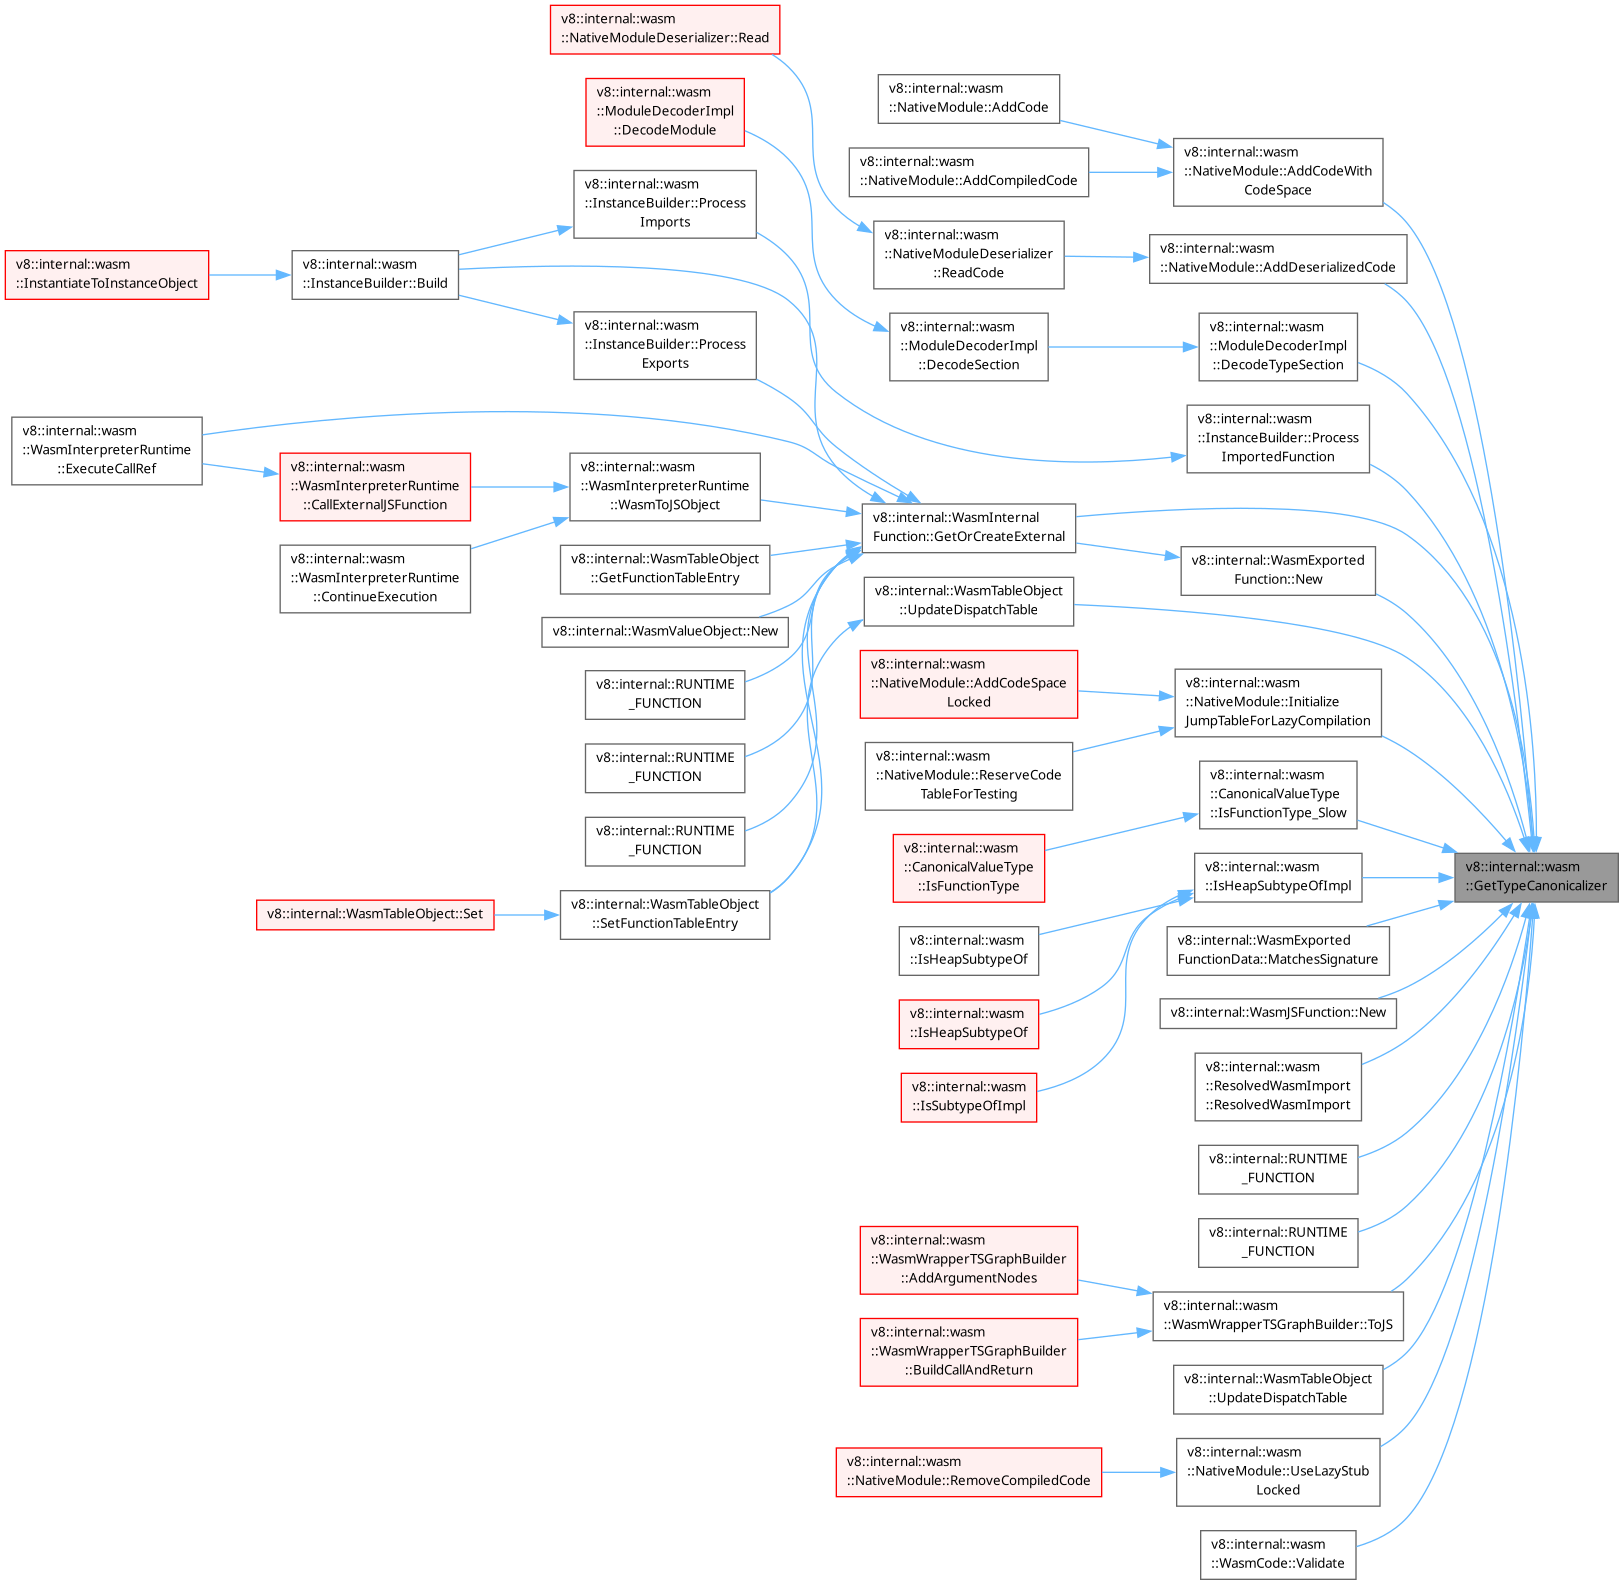 v8::internal::wasm
::NativeModuleDeserializer::Read
v8::internal::wasm
::ModuleDecoderImpl
::DecodeModule
v8::internal::wasm
::InstanceBuilder::Process
Imports
v8::internal::wasm
::InstantiateToInstanceObject
v8::internal::wasm
::InstanceBuilder::Build
v8::internal::wasm
::InstanceBuilder::Process
Exports
v8::internal::wasm
::WasmInterpreterRuntime
::ExecuteCallRef
v8::internal::wasm
::WasmInterpreterRuntime
::CallExternalJSFunction
v8::internal::wasm
::WasmInterpreterRuntime
::WasmToJSObject
v8::internal::wasm
::WasmInterpreterRuntime
::ContinueExecution
v8::internal::WasmTableObject
::GetFunctionTableEntry
v8::internal::WasmValueObject::New
v8::internal::RUNTIME
_FUNCTION
v8::internal::RUNTIME
_FUNCTION
v8::internal::RUNTIME
_FUNCTION
v8::internal::WasmTableObject::Set
v8::internal::WasmTableObject
::SetFunctionTableEntry
v8::internal::wasm
::NativeModule::AddCode
v8::internal::wasm
::NativeModule::AddCompiledCode
v8::internal::wasm
::NativeModuleDeserializer
::ReadCode
v8::internal::wasm
::ModuleDecoderImpl
::DecodeSection
v8::internal::WasmInternal
Function::GetOrCreateExternal
v8::internal::WasmTableObject
::UpdateDispatchTable
v8::internal::wasm
::NativeModule::AddCodeSpace
Locked
v8::internal::wasm
::NativeModule::ReserveCode
TableForTesting
v8::internal::wasm
::CanonicalValueType
::IsFunctionType
v8::internal::wasm
::IsHeapSubtypeOf
v8::internal::wasm
::IsHeapSubtypeOf
v8::internal::wasm
::IsSubtypeOfImpl
v8::internal::wasm
::WasmWrapperTSGraphBuilder
::AddArgumentNodes
v8::internal::wasm
::WasmWrapperTSGraphBuilder
::BuildCallAndReturn
v8::internal::wasm
::NativeModule::RemoveCompiledCode
v8::internal::wasm
::NativeModule::AddCodeWith
CodeSpace
v8::internal::wasm
::NativeModule::AddDeserializedCode
v8::internal::wasm
::ModuleDecoderImpl
::DecodeTypeSection
v8::internal::wasm
::InstanceBuilder::Process
ImportedFunction
v8::internal::WasmExported
Function::New
v8::internal::wasm
::NativeModule::Initialize
JumpTableForLazyCompilation
v8::internal::wasm
::CanonicalValueType
::IsFunctionType_Slow
v8::internal::wasm
::IsHeapSubtypeOfImpl
v8::internal::WasmExported
FunctionData::MatchesSignature
v8::internal::WasmJSFunction::New
v8::internal::wasm
::ResolvedWasmImport
::ResolvedWasmImport
v8::internal::RUNTIME
_FUNCTION
v8::internal::RUNTIME
_FUNCTION
v8::internal::wasm
::WasmWrapperTSGraphBuilder::ToJS
v8::internal::WasmTableObject
::UpdateDispatchTable
v8::internal::wasm
::NativeModule::UseLazyStub
Locked
v8::internal::wasm
::WasmCode::Validate
v8::internal::wasm
::GetTypeCanonicalizer